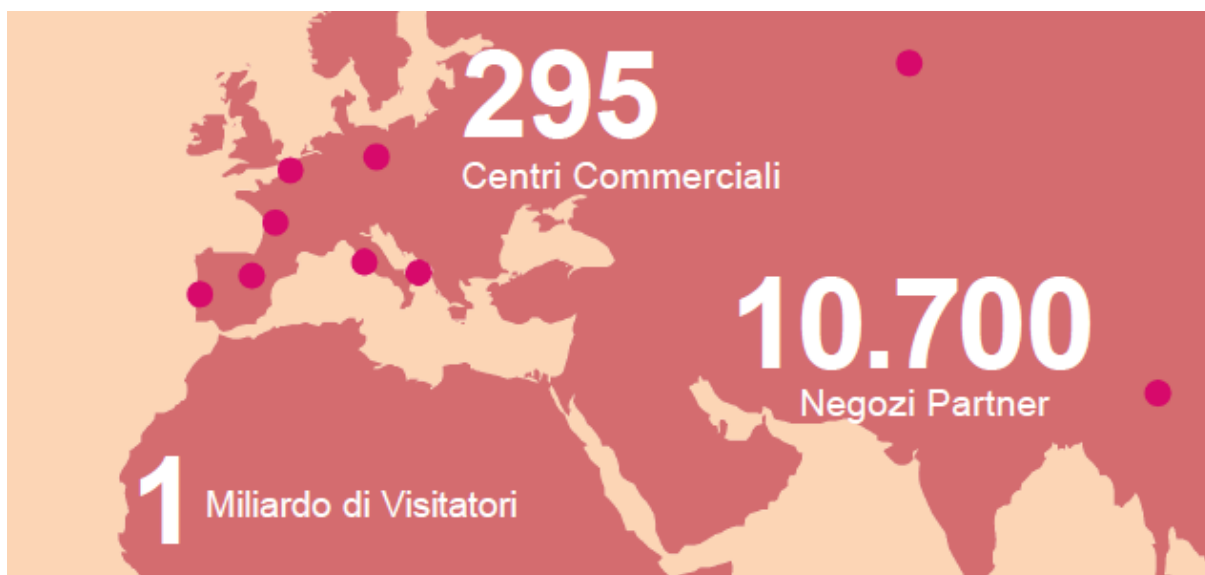 295
Centri Commerciali
10.700
Negozi Partner
1 Miliardo di Visitatori